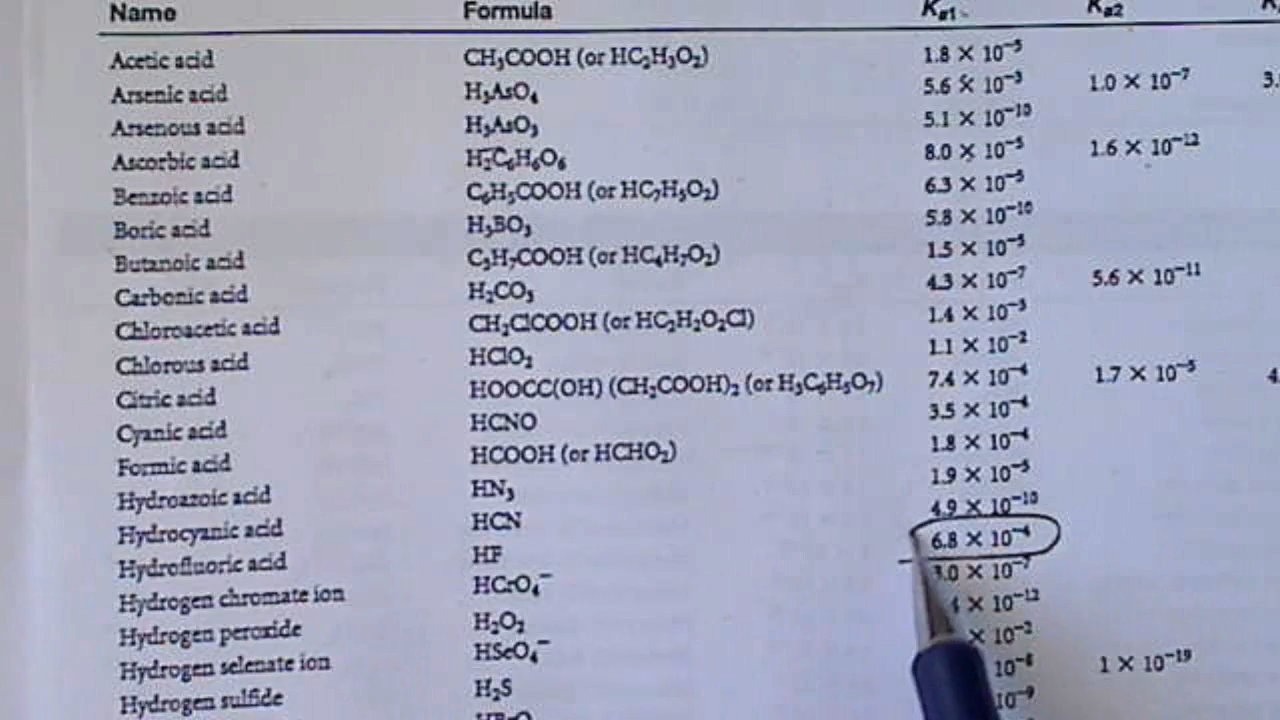 Name Formula Ka1 Ka2
Acetic acid CH₃COOH (or HC₂H₃O₂) 1.8 × 10⁻⁵
Arsenic acid H₃AsO₄ 5.6 × 10⁻³ 1.0 × 10⁻⁷ 3.
Arsenous acid H₃AsO₃ 5.1 × 10⁻¹⁰
Ascorbic acid H₂C₆H₆O₆ 8.0 × 10⁻⁵ 1.6 × 10⁻¹²
Benzoic acid C₆H₅COOH (or HC₇H₅O₂) 6.3 × 10⁻⁵
Boric acid H₃BO₃ 5.8 × 10⁻¹⁰
Butanoic acid C₃H₇COOH (or HC₄H₇O₂) 1.5 × 10⁻⁵
Carbonic acid H₂CO₃ 4.3 × 10⁻⁷ 5.6 × 10⁻¹¹
Chloroacetic acid CH₂ClCOOH (or HC₂H₂O₂Cl) 1.4 × 10⁻³
Chlorous acid HClO₂ 1.1 × 10⁻²
Citric acid HOOCC(OH) (CH₂COOH)₂ (or H₃C₆H₅O₇) 7.4 × 10⁻⁴ 1.7 × 10⁻⁵ 4.
Cyanic acid HCNO 3.5 × 10⁻⁴
Formic acid HCOOH (or HCHO₂) 1.8 × 10⁻⁴
Hydroazoic acid HN₃ 1.9 × 10⁻⁵
Hydrocyanic acid HCN 4.9 × 10⁻¹⁰
Hydrofluoric acid HF 6.8 × 10⁻⁴
Hydrogen chromate ion HCrO₄⁻ 3.0 × 10⁻⁷
Hydrogen peroxide H₂O₂ 4 × 10⁻¹²
Hydrogen selenate ion HSeO₄⁻ × 10⁻²
Hydrogen sulfide H₂S 10⁻⁸ 1 × 10⁻¹⁹
10⁻⁹